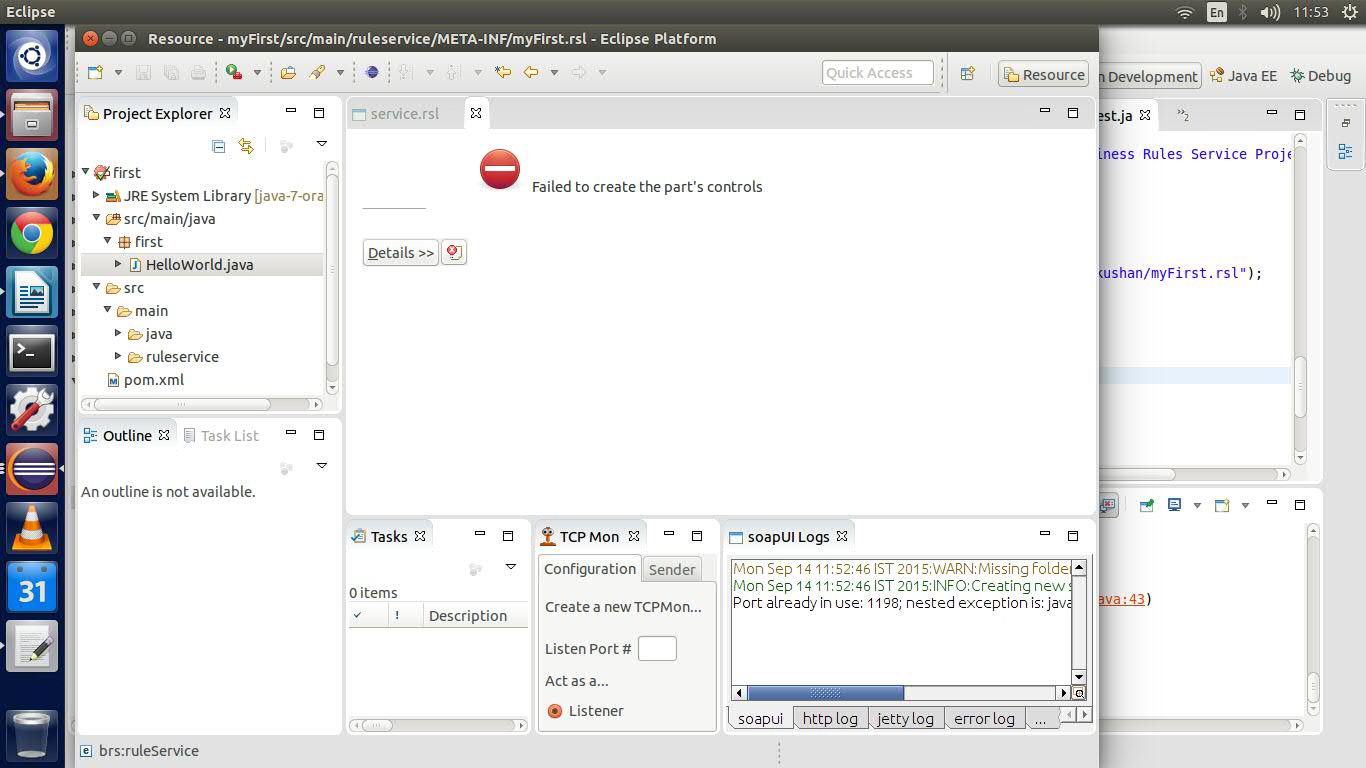 Eclipse
En
11:53
Resource - myFirst/src/main/ruleservice/META-INF/myFirst.rsl - Eclipse Platform
Quick Access
Resource
n Development
Java EE
Debug
Project Explorer
service.rsl
est.ja
»2
first
JRE System Library [java-7-ora
src/main/java
first
HelloWorld.java
src
main
java
ruleservice
pom.xml
Failed to create the part's controls
Details >>
iness Rules Service Proje
kushan/myFirst.rsl");
Outline
Task List
An outline is not available.
Tasks
0 items
!
Description
TCP Mon
Configuration
Sender
Create a new TCPMon...
Listen Port #
Act as a...
Listener
soapUI Logs
Mon Sep 14 11:52:46 IST 2015:WARN:Missing folder
Mon Sep 14 11:52:46 IST 2015:INFO:Creating new s
Port already in use: 1198; nested exception is: java
soapui
http log
jetty log
error log
...
ava:43)
31
brs:ruleService